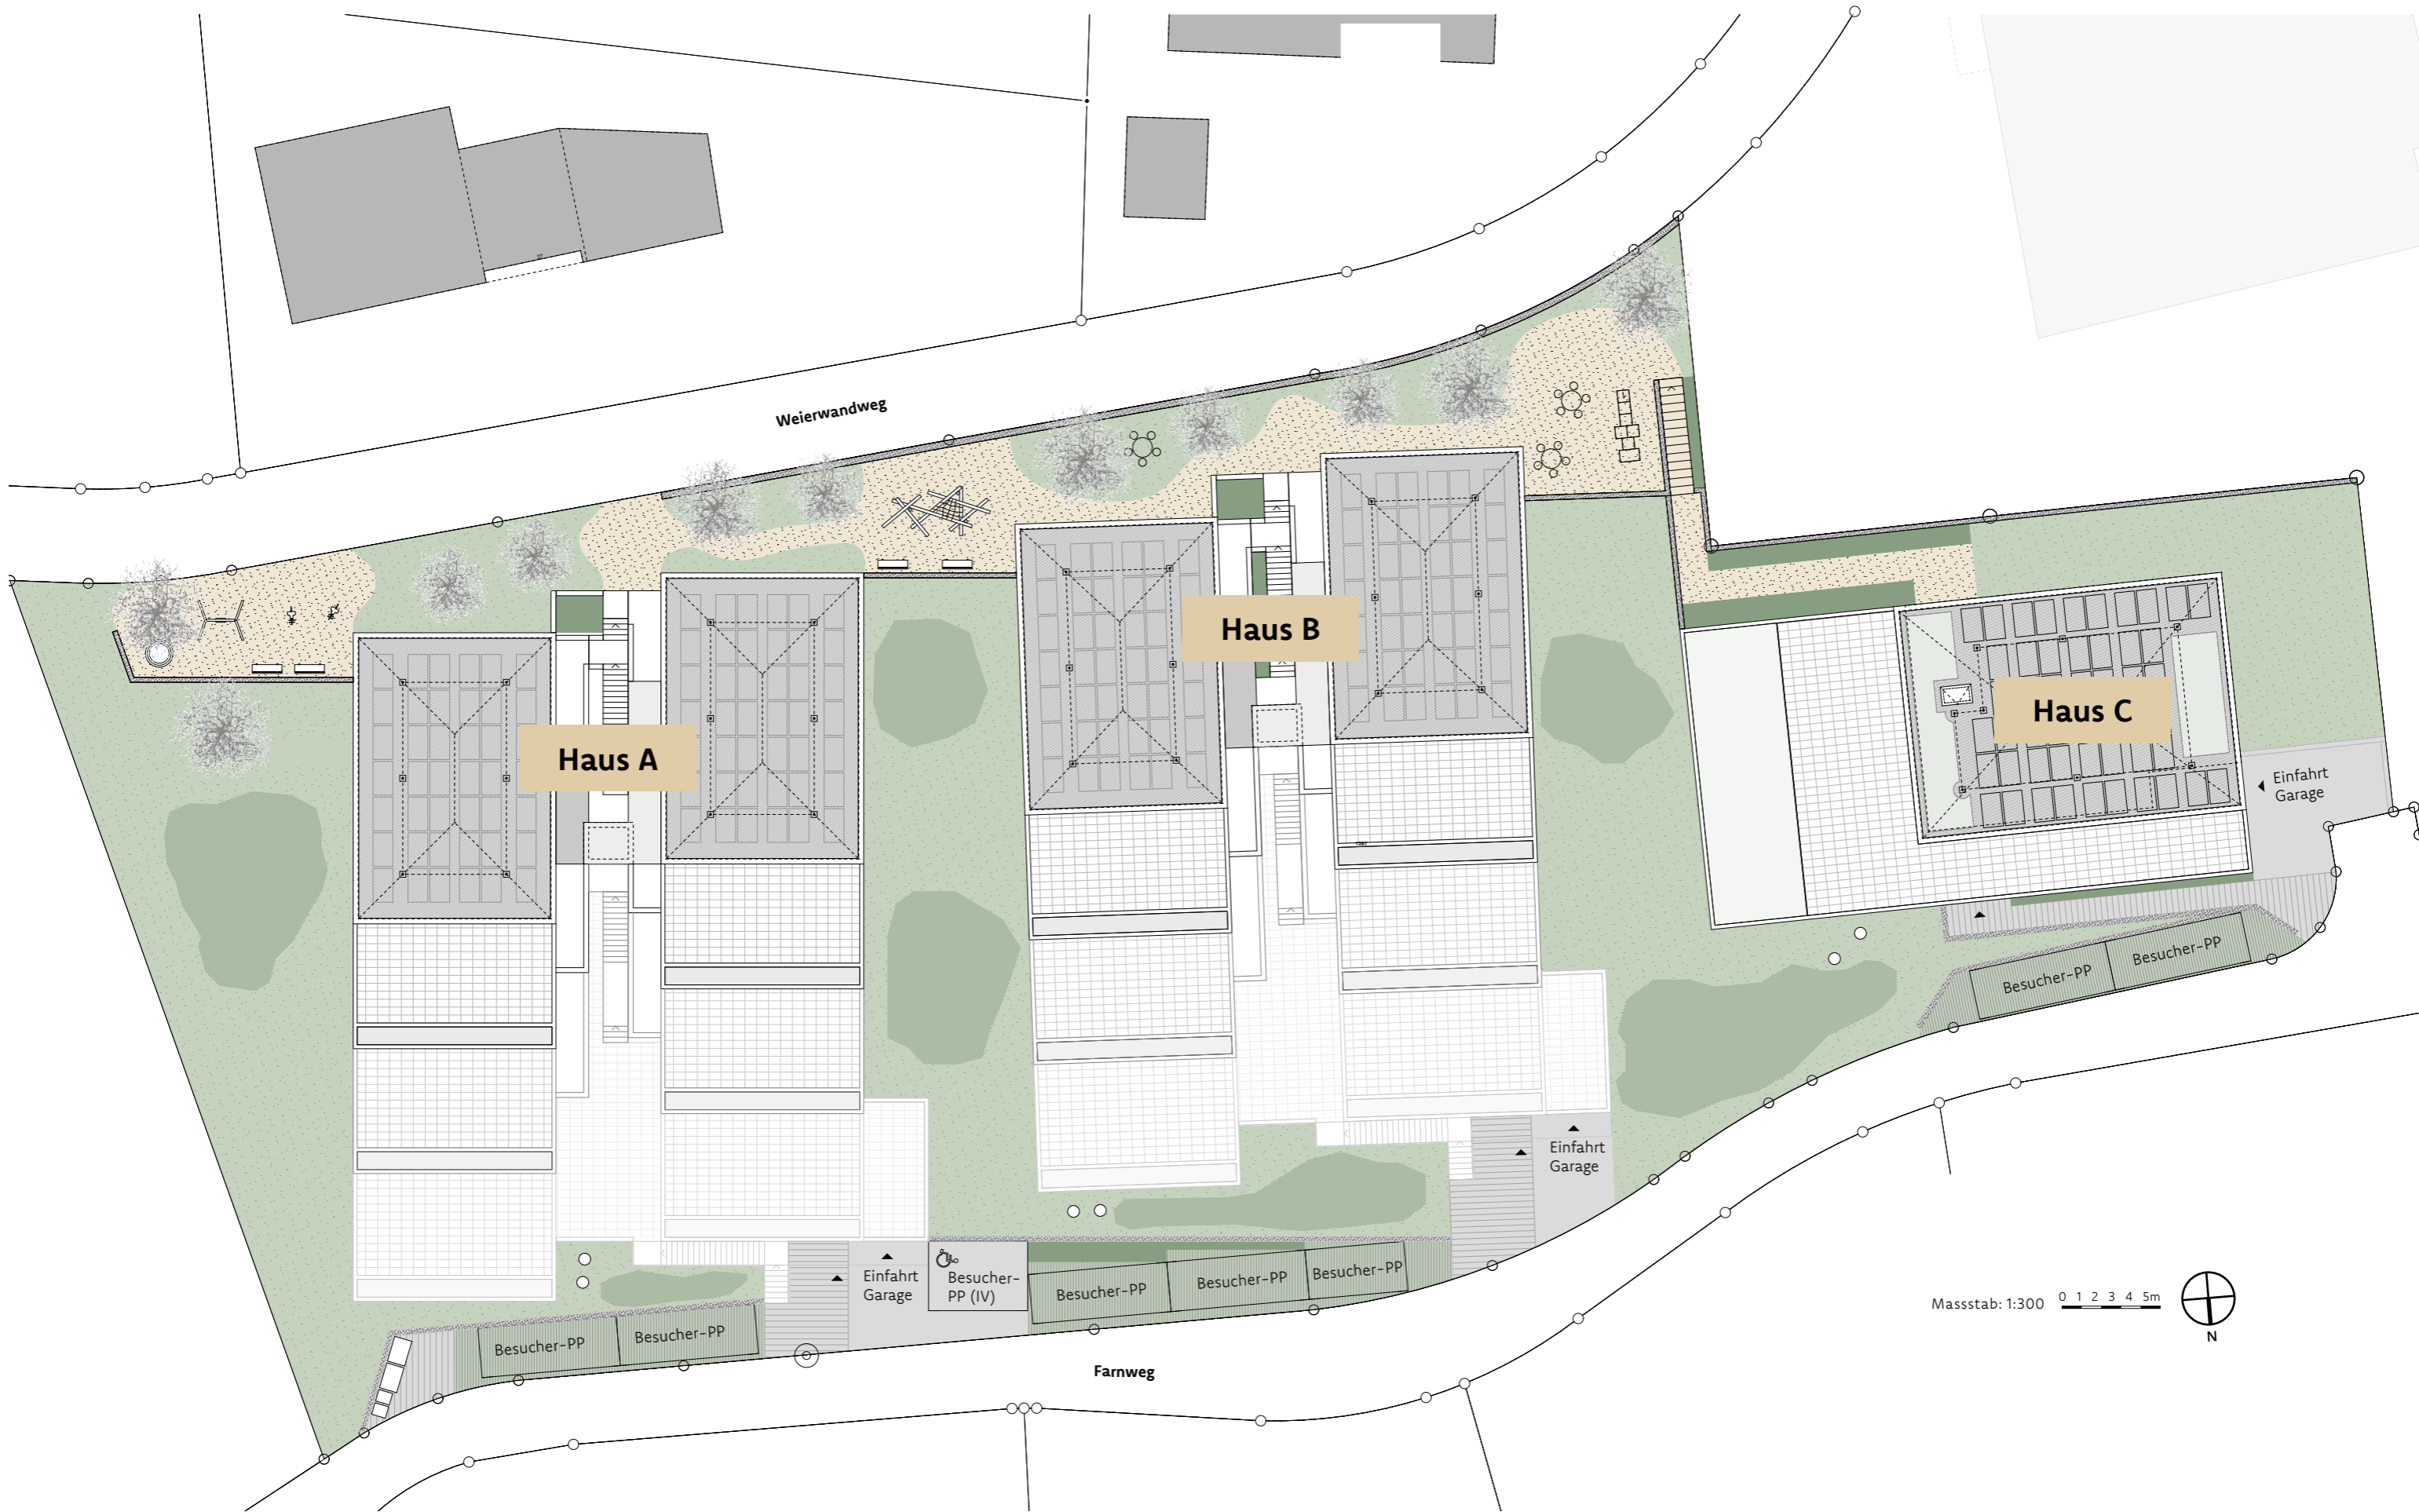 Weierwandweg
Haus B
Haus C
Haus A
Einfahrt
Garage
Besucher-PP
Besucher-PP
Einfahrt
Garage
Einfahrt
Garage
Besucher-
PP (IV)
Besucher-PP
Besucher-PP
Besucher-PP
Besucher-PP
Besucher-PP
Massstab: 1:300
0 1 2 3 4 5m
N
Farnweg